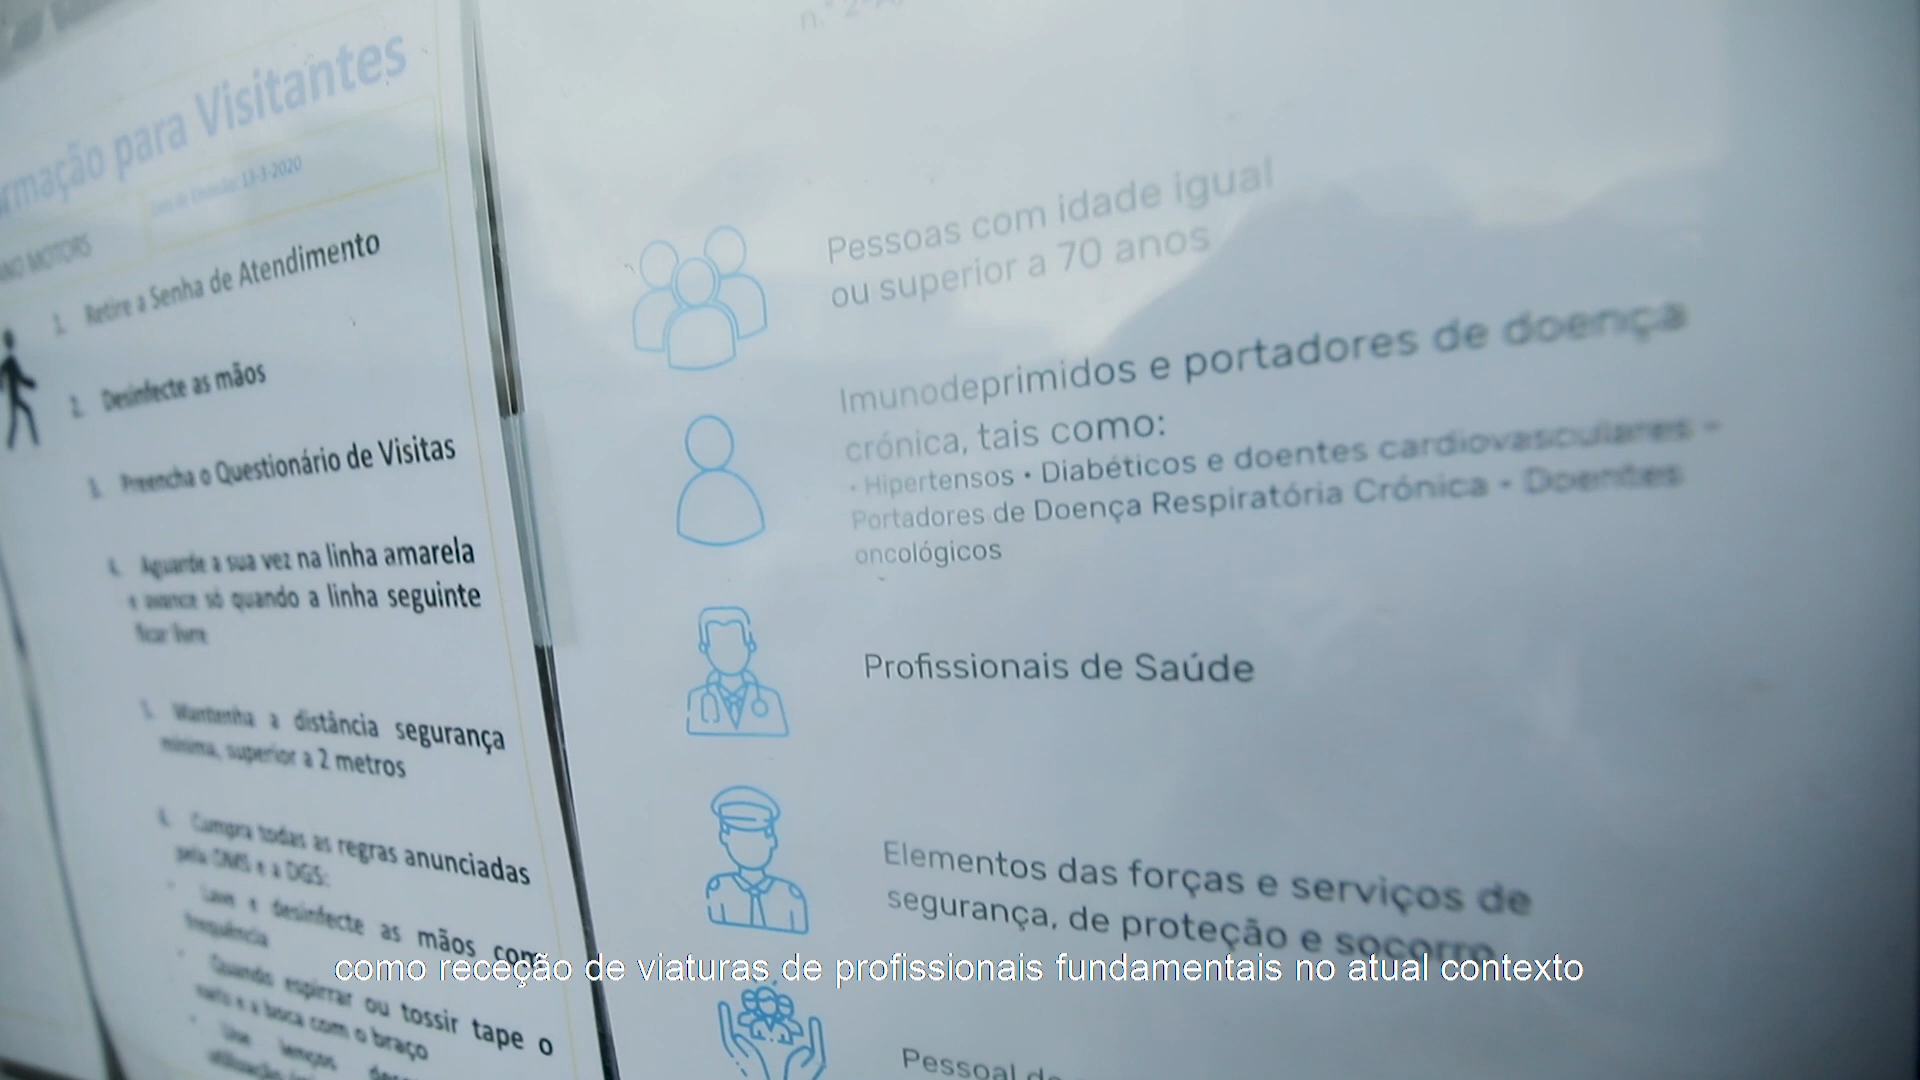 para Visitantes
13-3-2020
MOTORS
1. Retire a Senha de Atendimento
2. Desinfecte as mãos
3. Preencha o Questionário de Visitas
4. Aguarde a sua vez na linha amarela
e avance só quando a linha seguinte
ficar livre
5. Mantenha a distância segurança
mínima, superior a 2 metros
6. Cumpra todas as regras anunciadas
pela OMS e a DGS:
Lave e desinfecte as mãos com
frequência
Quando espirrar ou tossir tape o
nariz e a boca com o braço
Use lenços
Pessoas com idade igual
ou superior a 70 anos
Imunodeprimidos e portadores de doença
crónica, tais como:
• Hipertensos • Diabéticos e doentes cardiovasculares •
Portadores de Doença Respiratória Crónica • Doentes
oncológicos
Profissionais de Saúde
Elementos das forças e serviços de
segurança, de proteção e socorro
Pessoal
como receção de viaturas de profissionais fundamentais no atual contexto